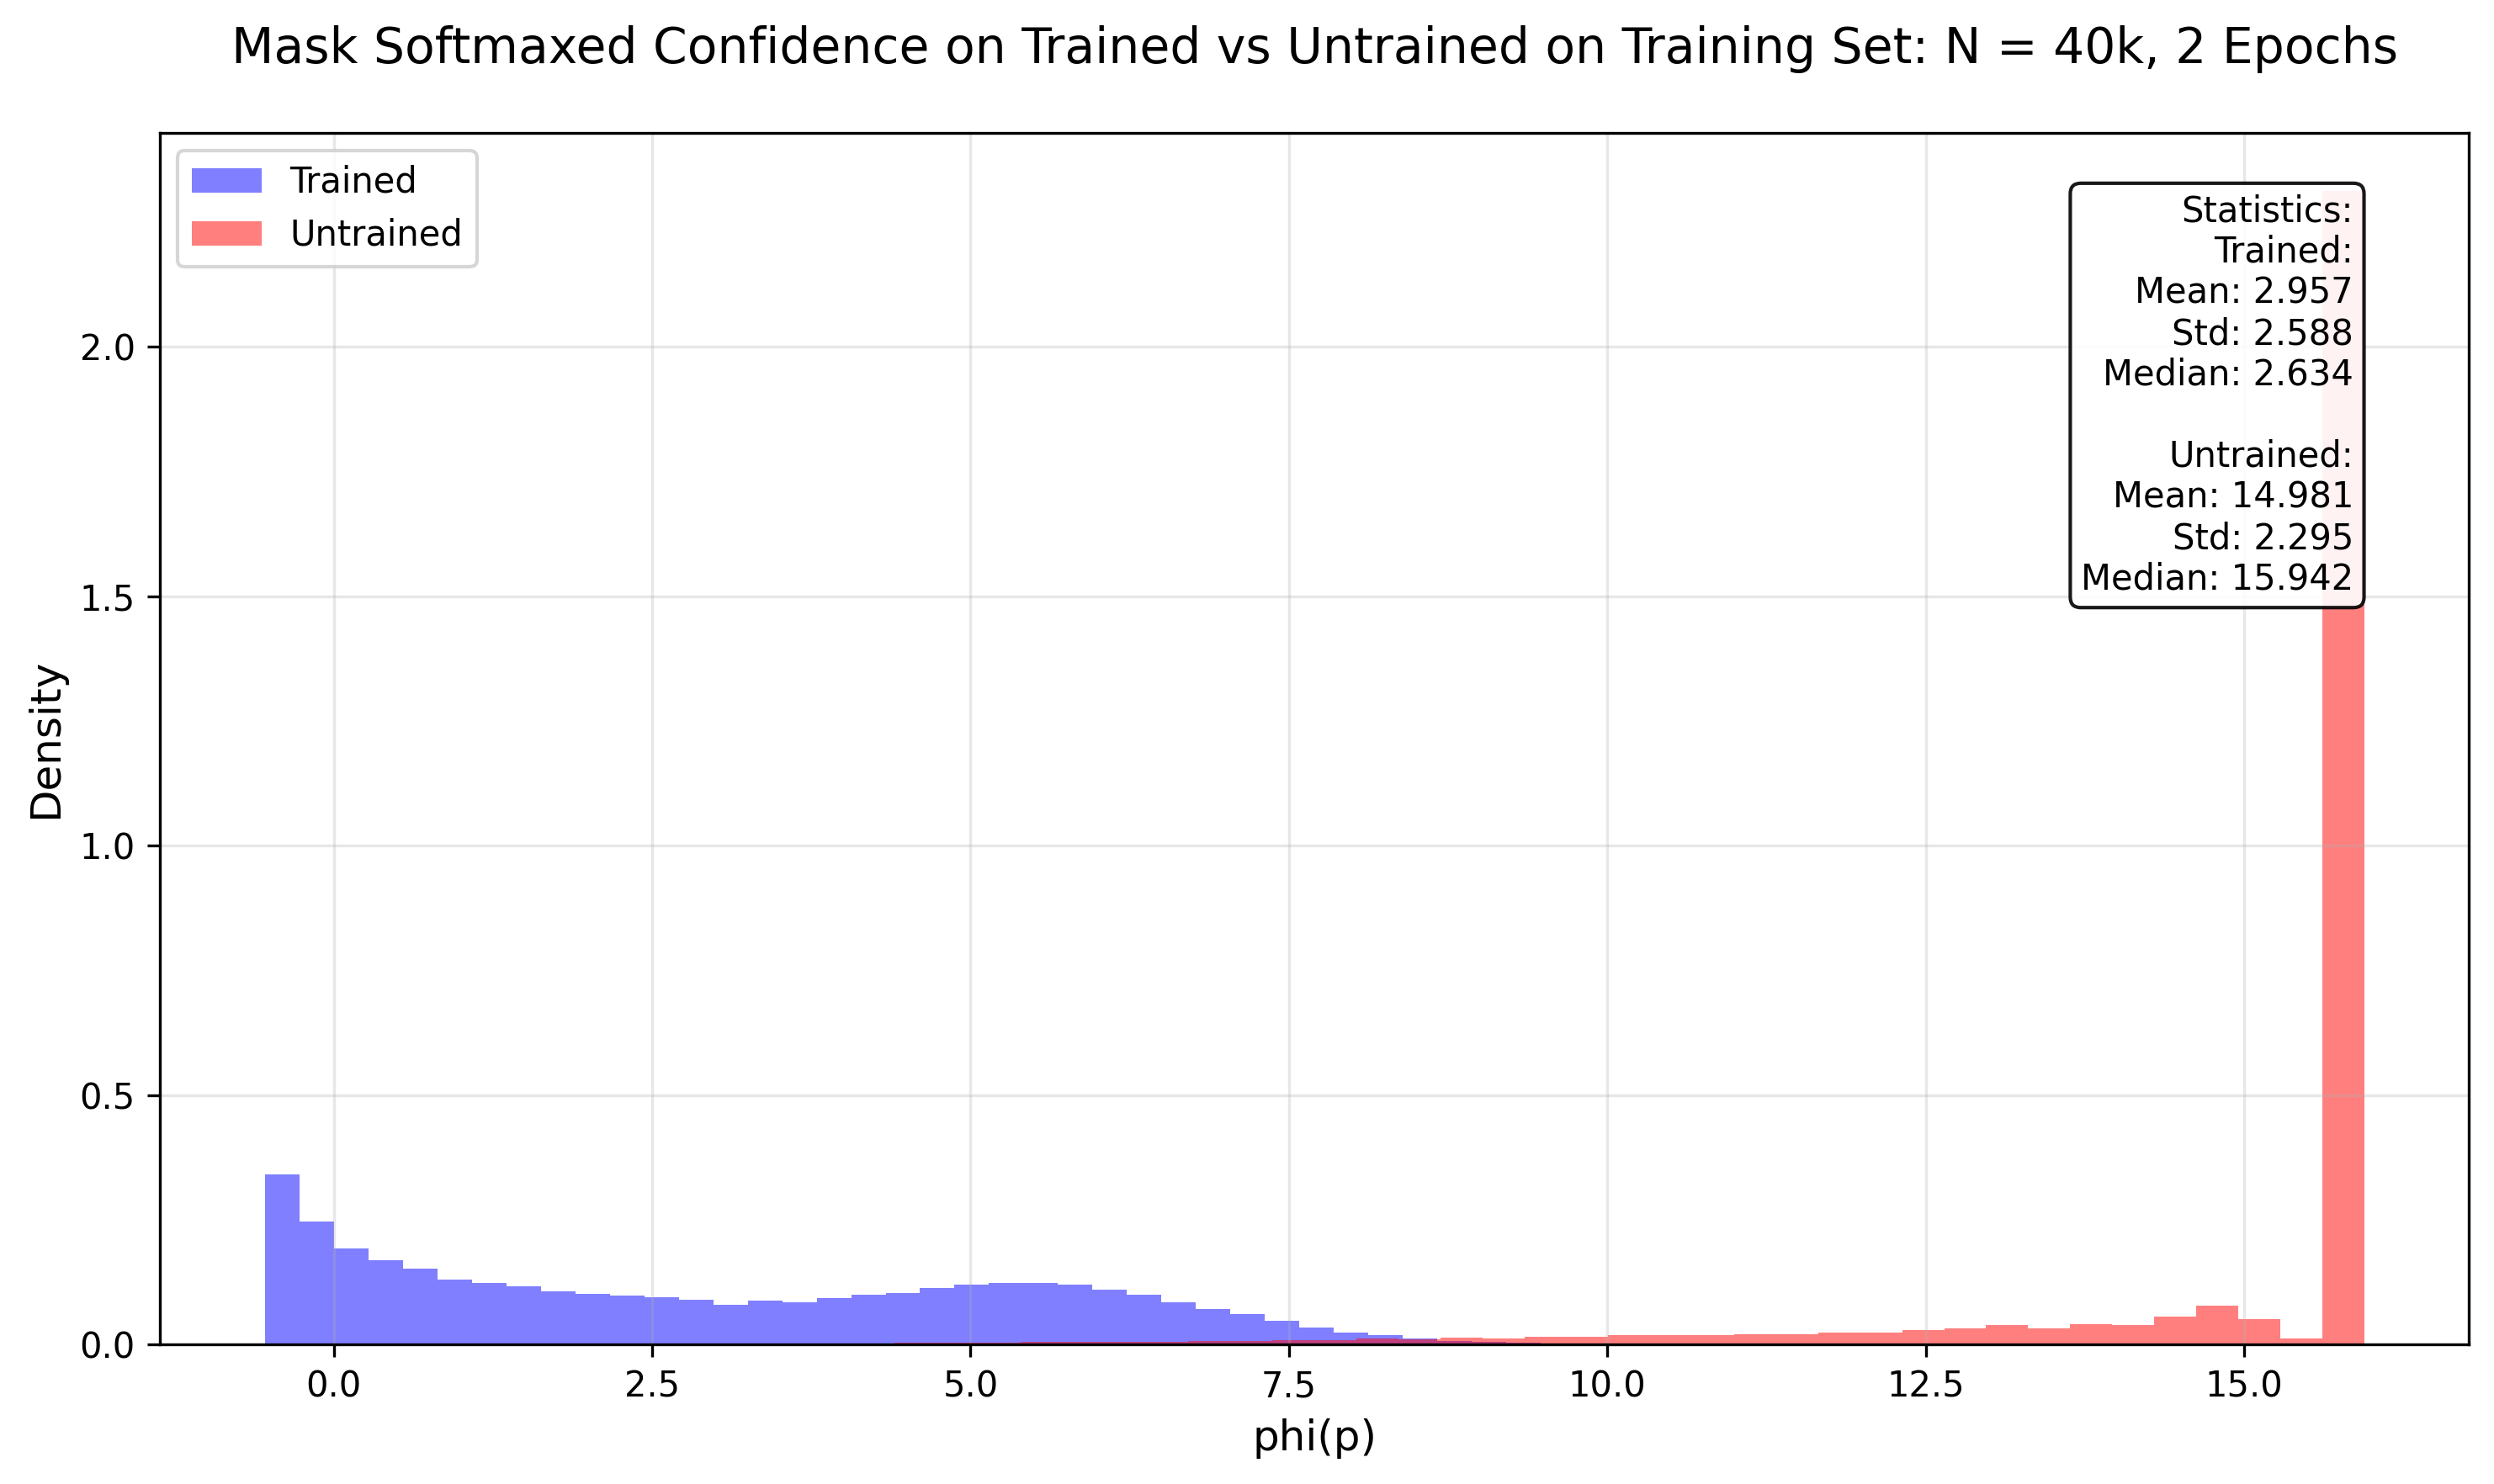 Mask Softmaxed Confidence on Trained vs Untrained on Training Set: N = 40k, 2 Epochs
Trained
Untrained
Statistics:
Trained:
Mean: 2.957
Std: 2.588
Median: 2.634
Untrained:
Mean: 14.981
Std: 2.295
Median: 15.942
Density
2.0
1.5
1.0
0.5
0.0
0.0 2.5 5.0 7.5 10.0 12.5 15.0
phi(p)